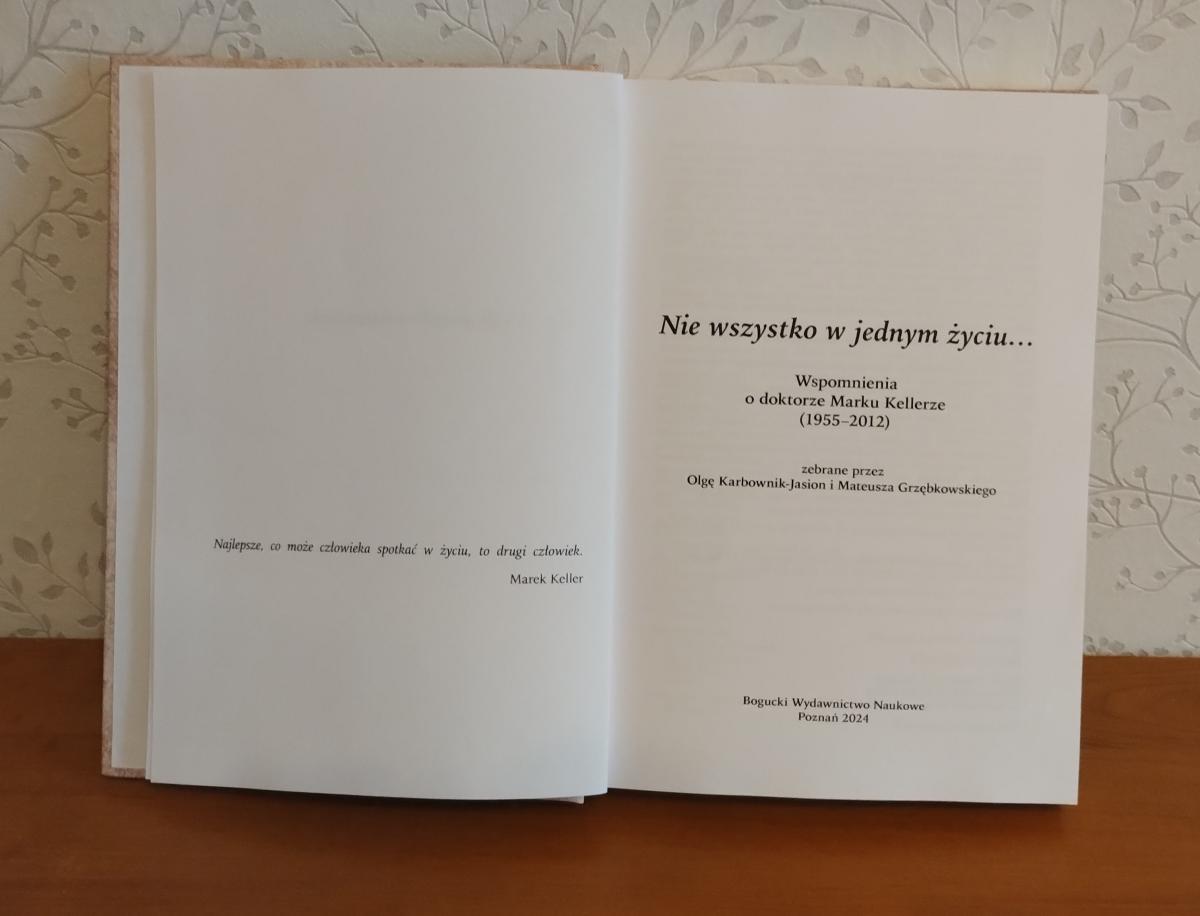 Najlepsze, co może człowieka spotkać w życiu, to drugi człowiek.
Marek Keller
Nie wszystko w jednym życiu...
Wspomnienia
o doktorze Marku Kellerze
(1955–2012)
zebrane przez
Olgę Karbownik-Jasion i Mateusza Grzębkowskiego
Bogucki Wydawnictwo Naukowe
Poznań 2024